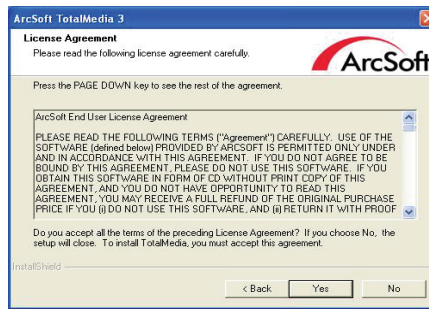 ArcSoft TotalMedia 3
License Agreement
Please read the following license agreement carefully.
ArcSoft
Press the PAGE DOWN key to see the rest of the agreement.
ArcSoft End User License Agreement
PLEASE READ THE FOLLOWING TERMS ("Agreement") CAREFULLY.  USE OF THE
SOFTWARE (defined below) PROVIDED BY ARCSOFT IS PERMITTED ONLY UNDER
AND IN ACCORDANCE WITH THIS AGREEMENT.  IF YOU DO NOT AGREE TO BE
BOUND BY THIS AGREEMENT, PLEASE DO NOT USE THIS SOFTWARE.  IF YOU
OBTAIN THIS SOFTWARE IN FORM OF CD WITHOUT PRINT COPY OF THIS
AGREEMENT, AND YOU DO NOT HAVE OPPORTUNITY TO READ THIS
AGREEMENT, YOU MAY RECEIVE A FULL REFUND OF THE ORIGINAL PURCHASE
PRICE IF YOU (i) DO NOT USE THIS SOFTWARE, AND (ii) RETURN IT WITH PROOF
Do you accept all the terms of the preceding License Agreement?  If you choose No,  the
setup will close.  To install TotalMedia, you must accept this agreement.
InstallShield
< Back
Yes
No